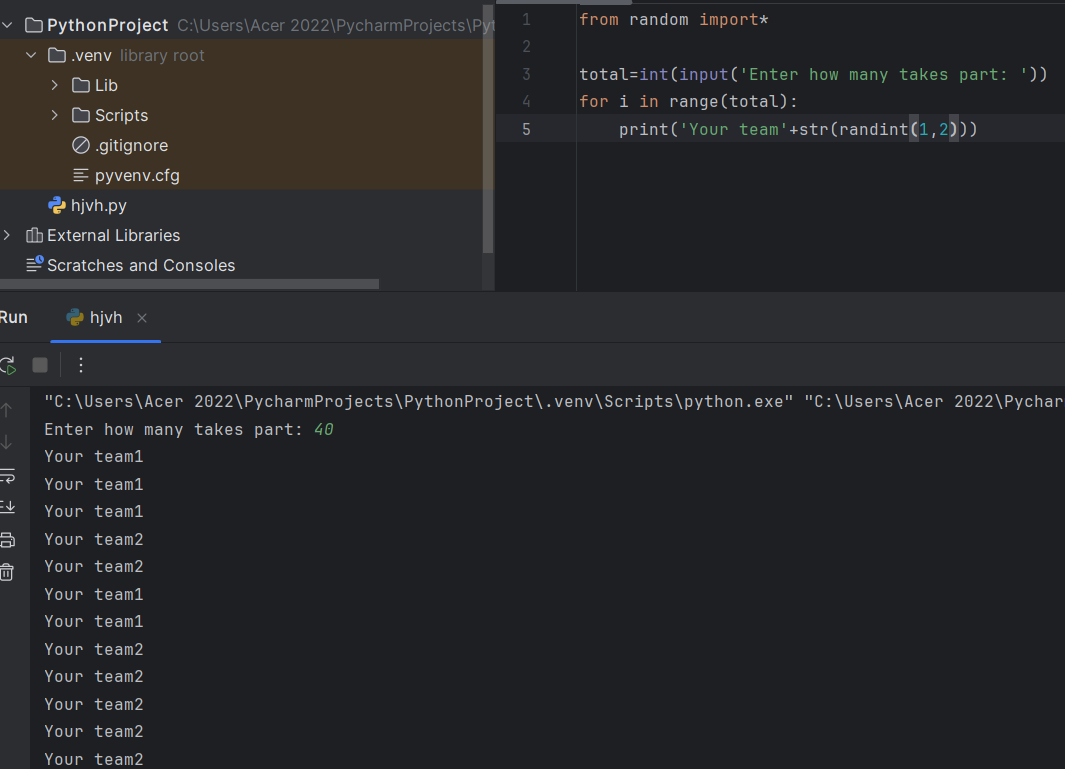 PythonProject C:\Users\Acer 2022\PycharmProjects\Pyt
.venv library root
Lib
Scripts
.gitignore
pyvenv.cfg
hjvh.py
External Libraries
Scratches and Consoles
1 from random import*
2
3 total=int(input('Enter how many takes part: '))
4 for i in range(total):
5 print('Your team'+str(randint(1,2)))
Run hjvh
"C:\Users\Acer 2022\PycharmProjects\PythonProject\.venv\Scripts\python.exe" "C:\Users\Acer 2022\Pychar
Enter how many takes part: 40
Your team1
Your team1
Your team1
Your team2
Your team2
Your team1
Your team1
Your team2
Your team2
Your team2
Your team2
Your team2